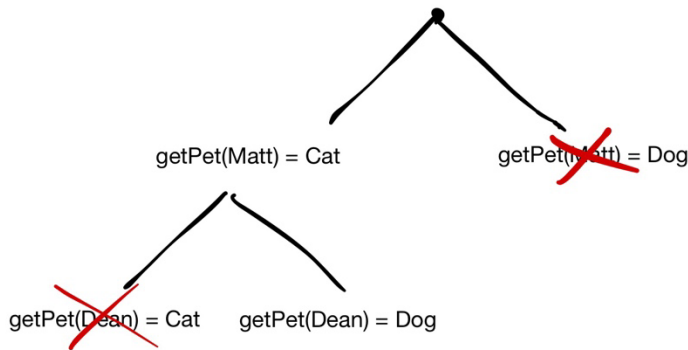 getPet(Matt) = Cat
getPet(Matt) = Dog
getPet(Dean) = Cat
getPet(Dean) = Dog